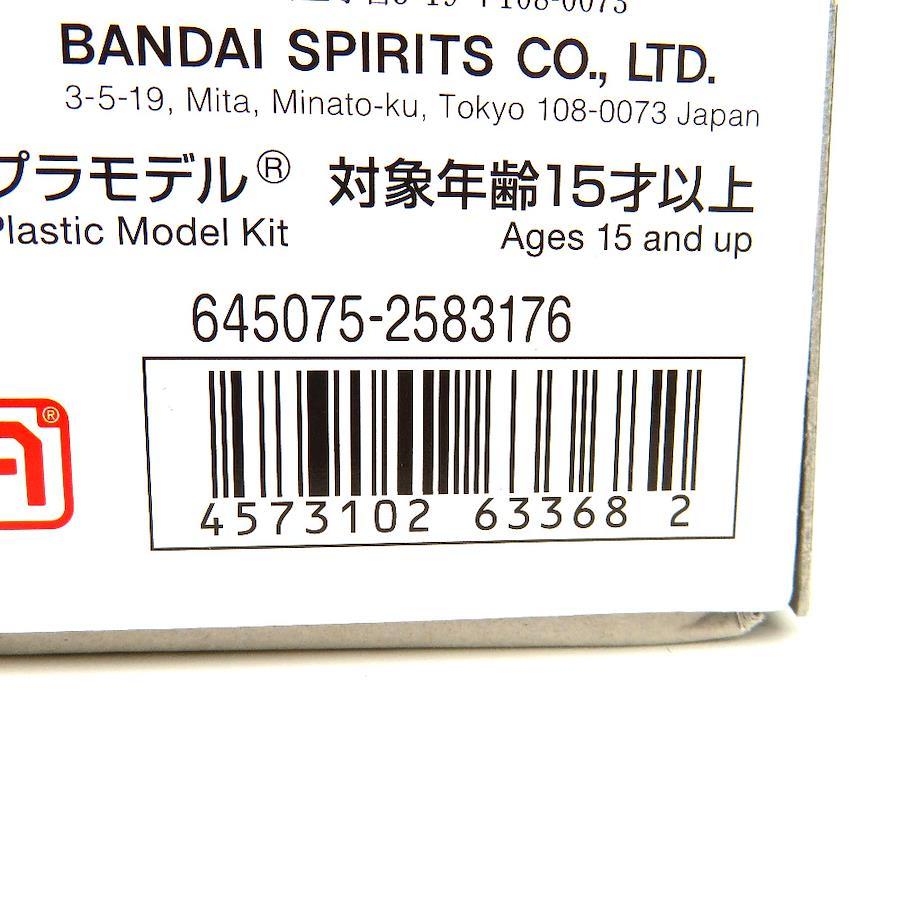 BANDAI SPIRITS CO., LTD.
3-5-19, Mita, Minato-ku, Tokyo 108-0073 Japan
プラモデル® 対象年齢15才以上
Plastic Model Kit Ages 15 and up
645075-2583176
4573102 63368 2